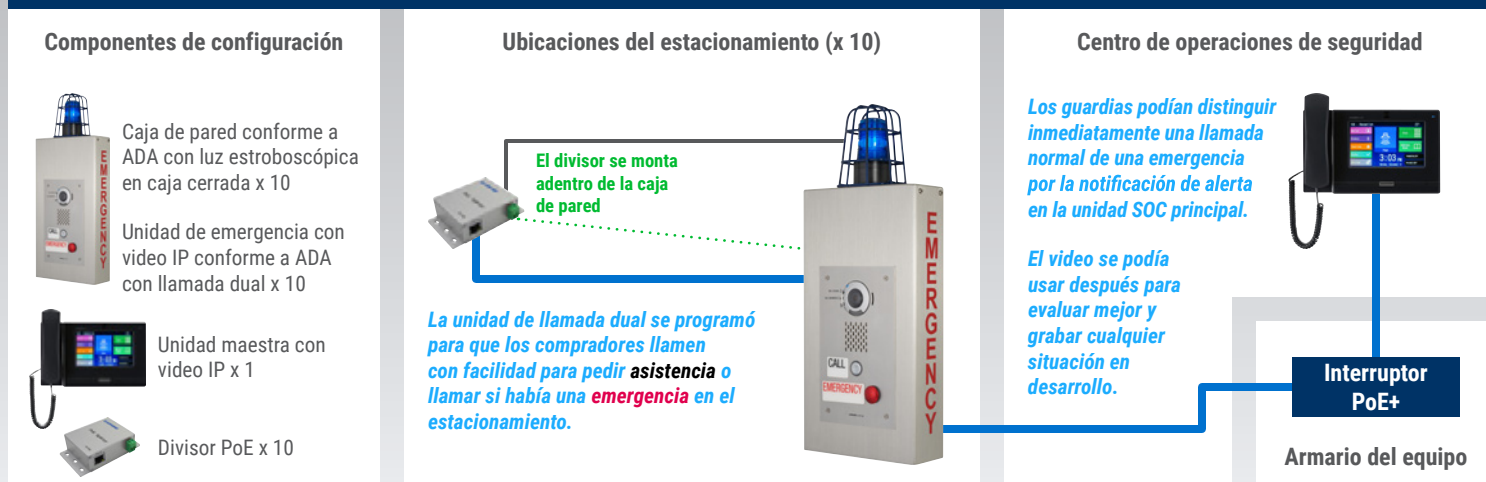 Componentes de configuración
Caja de pared conforme a
ADA con luz estroboscópica
en caja cerrada x 10
Unidad de emergencia con
video IP conforme a ADA
con llamada dual x 10
Unidad maestra con
video IP x 1
Divisor PoE x 10
Ubicaciones del estacionamiento (x 10)
El divisor se monta
adentro de la caja
de pared
La unidad de llamada dual se programó
para que los compradores llamen
con facilidad para pedir asistencia o
llamar si había una emergencia en el
estacionamiento.
EMERGENCY
CALL
EMERGENCY
Centro de operaciones de seguridad
Los guardias podían distinguir
inmediatamente una llamada
normal de una emergencia
por la notificación de alerta
en la unidad SOC principal.
El video se podía
usar después para
evaluar mejor y
grabar cualquier
situación en
desarrollo.
Interruptor
PoE+
Armario del equipo